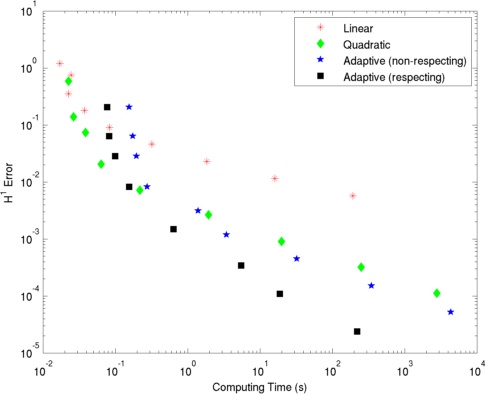 10^1
10^0
10^-1
10^-2
10^-3
10^-4
10^-5
H^1 Error
Linear
Quadratic
Adaptive (non-respecting)
Adaptive (respecting)
10^-2 10^-1 10^0 10^1 10^2 10^3 10^4
Computing Time (s)